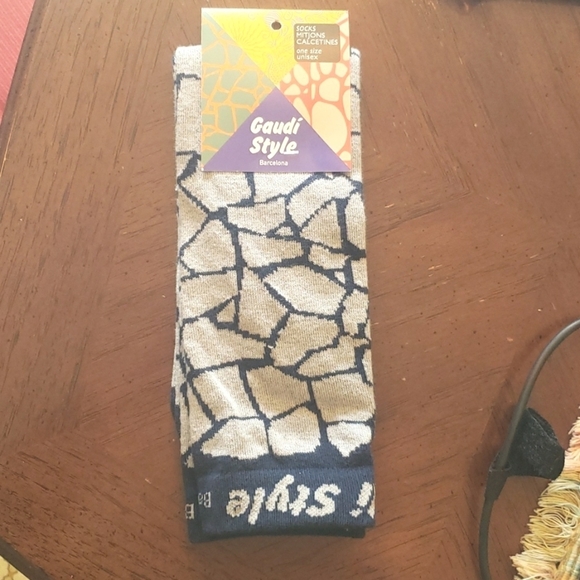 SOCKS
MITJONS
CALCETINES
one size
unisex
Gaudí
Style
Barcelona
Style